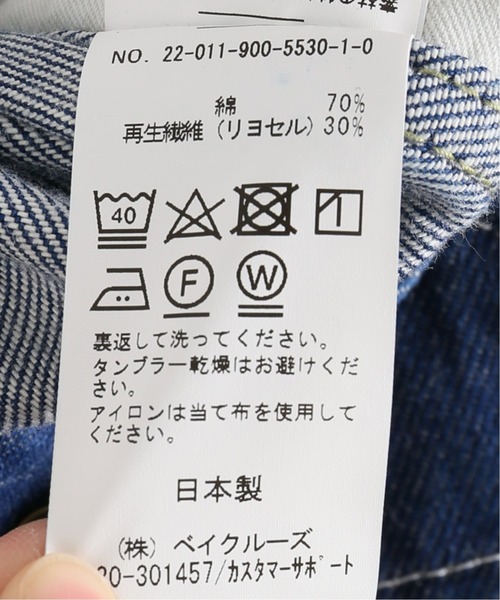 NO. 22-011-900-5530-1-0
綿 70%
再生繊維 (リヨセル) 30%
40
F W
裏返して洗ってください。
タンブラー乾燥はお避けくだ
さい。
アイロンは当て布を使用して
ください。
日本製
(株) ベイクルーズ
20-301457/カスタマーサポート